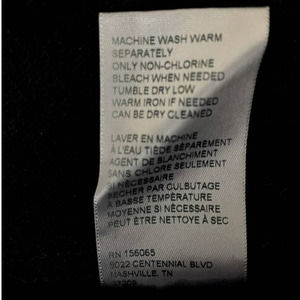 MACHINE WASH WARM
SEPARATELY
ONLY NON-CHLORINE
BLEACH WHEN NEEDED
TUMBLE DRY LOW
WARM IRON IF NEEDED
CAN BE DRY CLEANED
LAVER EN MACHINE
À L'EAU TIÈDE SÉPARÉMENT
AGENT DE BLANCHIMENT
SANS CHLORE SEULEMENT
SI NÉCESSAIRE
SÉCHER PAR CULBUTAGE
À BASSE TEMPÉRATURE
FER MOYENNE SI NÉCESSAIRE
PEUT ÊTRE NETTOYÉ À SEC
RN 156065
5022 CENTENNIAL BLVD
NASHVILLE, TN
37209